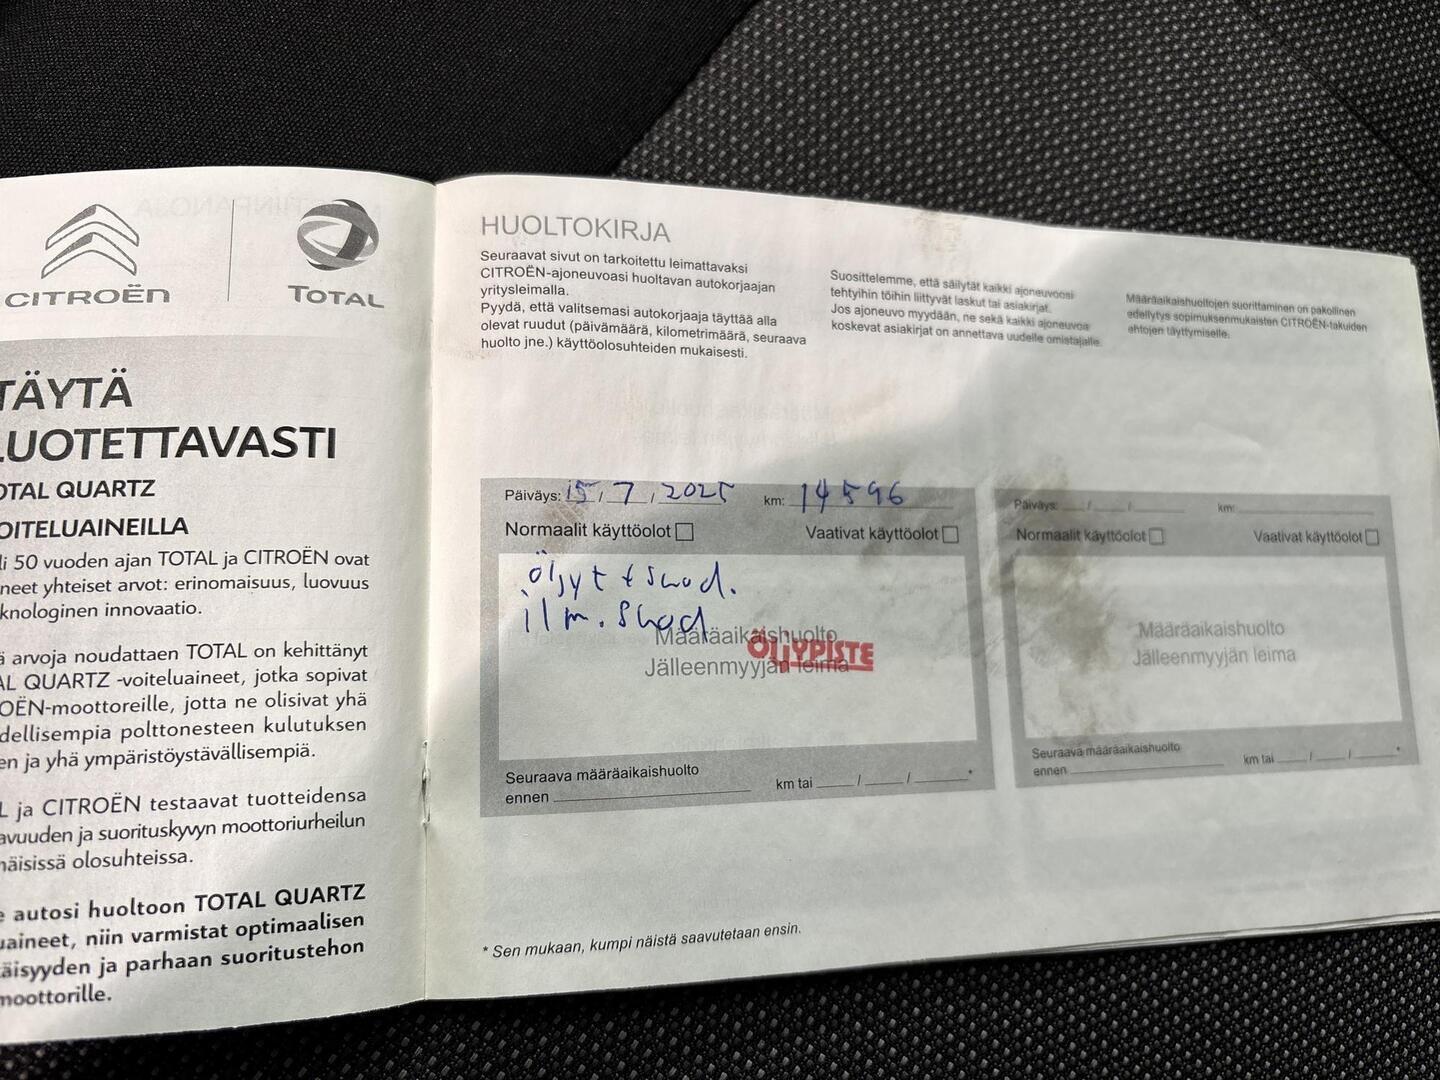 CITROËN
TOTAL
TÄYTÄ
LUOTETTAVASTI
TOTAL QUARTZ
VOITELUAINEILLA
li 50 vuoden ajan TOTAL ja CITROËN ovat
neet yhteiset arvot: erinomaisuus, luovuus
knologinen innovaatio.
ä arvoja noudattaen TOTAL on kehittänyt
AL QUARTZ -voiteluaineet, jotka sopivat
OËN-moottoreille, jotta ne olisivat yhä
dellisempia polttonesteen kulutuksen
en ja yhä ympäristöystävällisempiä.
L ja CITROËN testaavat tuotteidensa
avuuden ja suorituskyvyn moottoriurheilun
näisissä olosuhteissa.
e autosi huoltoon TOTAL QUARTZ
uaineet, niin varmistat optimaalisen
äisyyden ja parhaan suoritustehon
moottorille.
HUOLTOKIRJA
Seuraavat sivut on tarkoitettu leimattavaksi
CITROËN-ajoneuvoasi huoltavan autokorjaajan
yritysleimalla.
Pyydä, että valitsemasi autokorjaaja täyttää alla
olevat ruudut (päivämäärä, kilometrimäärä, seuraava
huolto jne.) käyttöolosuhteiden mukaisesti.
Suosittelemme, että säilytät kaikki ajoneuvoosi
tehtyihin töihin liittyvät laskut tai asiakirjat.
Jos ajoneuvo myydään, ne sekä kaikki ajoneuvoa
koskevat asiakirjat on annettava uudelle omistajalle.
Määräaikaishuoltojen suorittaminen on pakollinen
edellytys sopimuksenmukaisten CITROËN-takuiden
ehtojen täyttymiselle.
Päiväys: 15 / 7 / 2025 km: 14596
Normaalit käyttöolot Vaativat käyttöolot
öljyt + suod.
ilm. suod
Määräaikaishuolto
ÖLJYPISTE
Jälleenmyyjän leima
Seuraava määräaikaishuolto
ennen km tai / / *
Päiväys: / / km:
Normaalit käyttöolot Vaativat käyttöolot
Määräaikaishuolto
Jälleenmyyjän leima
Seuraava määräaikaishuolto
ennen km tai / / *
* Sen mukaan, kumpi näistä saavutetaan ensin.